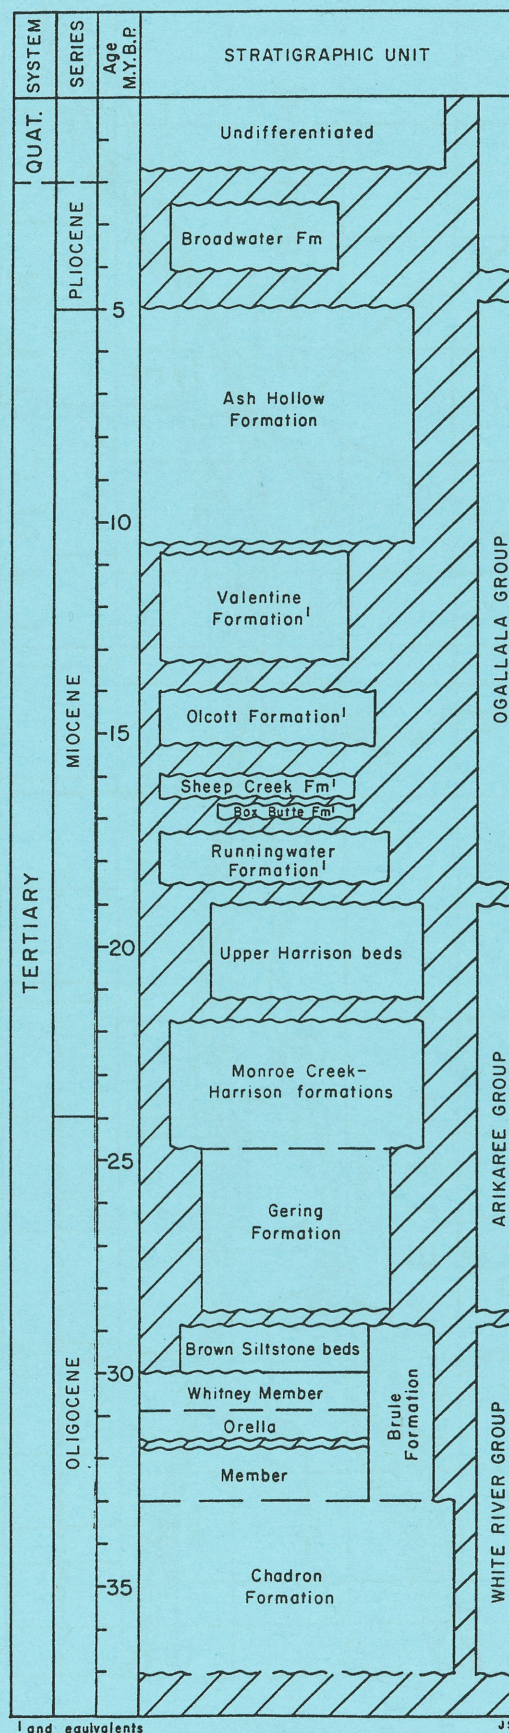 SYSTEM
SERIES
Age
M.Y.B.P.
STRATIGRAPHIC UNIT
QUAT.
Undifferentiated
PLIOCENE
Broadwater Fm
5
Ash Hollow
Formation
10
Valentine
Formation¹
OGALLALA GROUP
MIOCENE
Olcott Formation¹
15
Sheep Creek Fm¹
Box Butte Fm¹
Runningwater
Formation¹
TERTIARY
20
Upper Harrison beds
Monroe Creek–
Harrison formations
ARIKAREE GROUP
25
Gering
Formation
Brown Siltstone beds
30
Whitney Member
Orella
Member
Brule
Formation
OLIGOCENE
WHITE RIVER GROUP
Chadron
Formation
35
¹ and equivalents